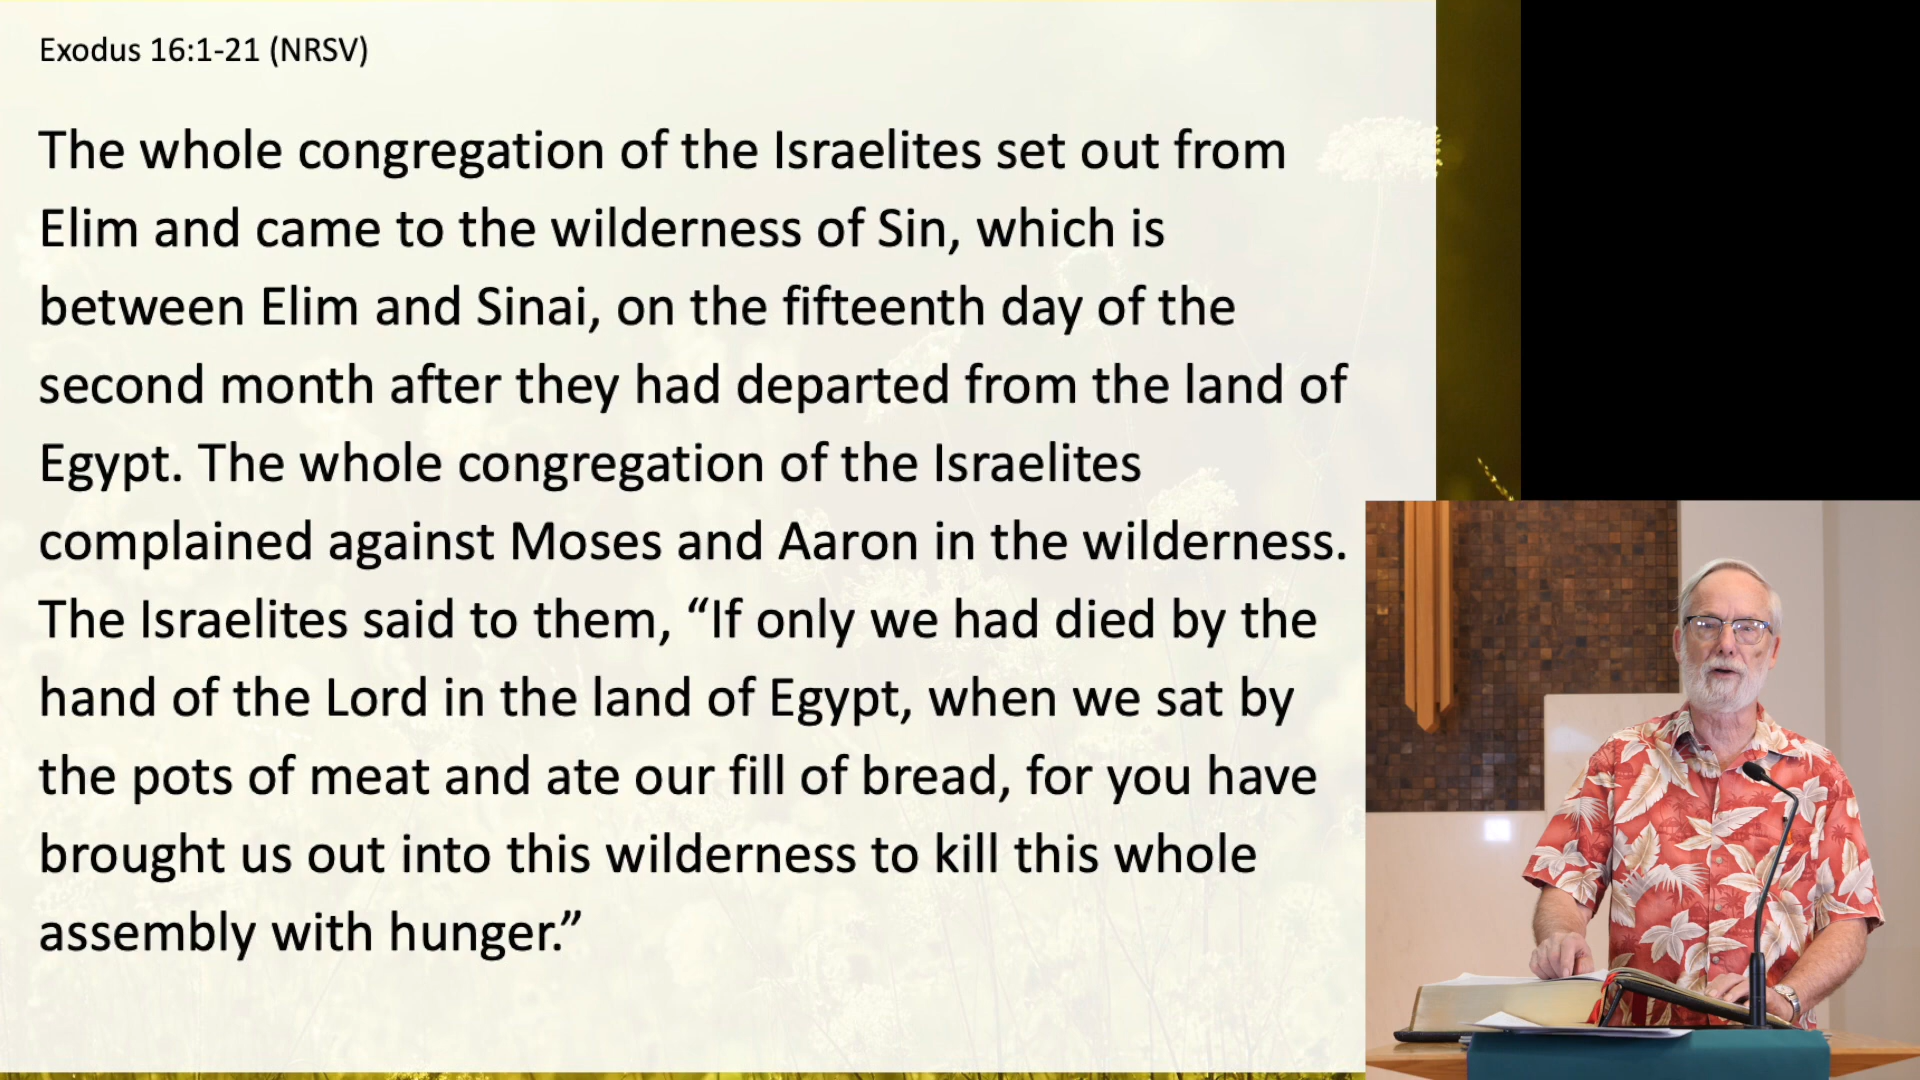 Exodus 16:1-21 (NRSV)
The whole congregation of the Israelites set out from
Elim and came to the wilderness of Sin, which is
between Elim and Sinai, on the fifteenth day of the
second month after they had departed from the land of
Egypt. The whole congregation of the Israelites
complained against Moses and Aaron in the wilderness.
The Israelites said to them, “If only we had died by the
hand of the Lord in the land of Egypt, when we sat by
the pots of meat and ate our fill of bread, for you have
brought us out into this wilderness to kill this whole
assembly with hunger.”